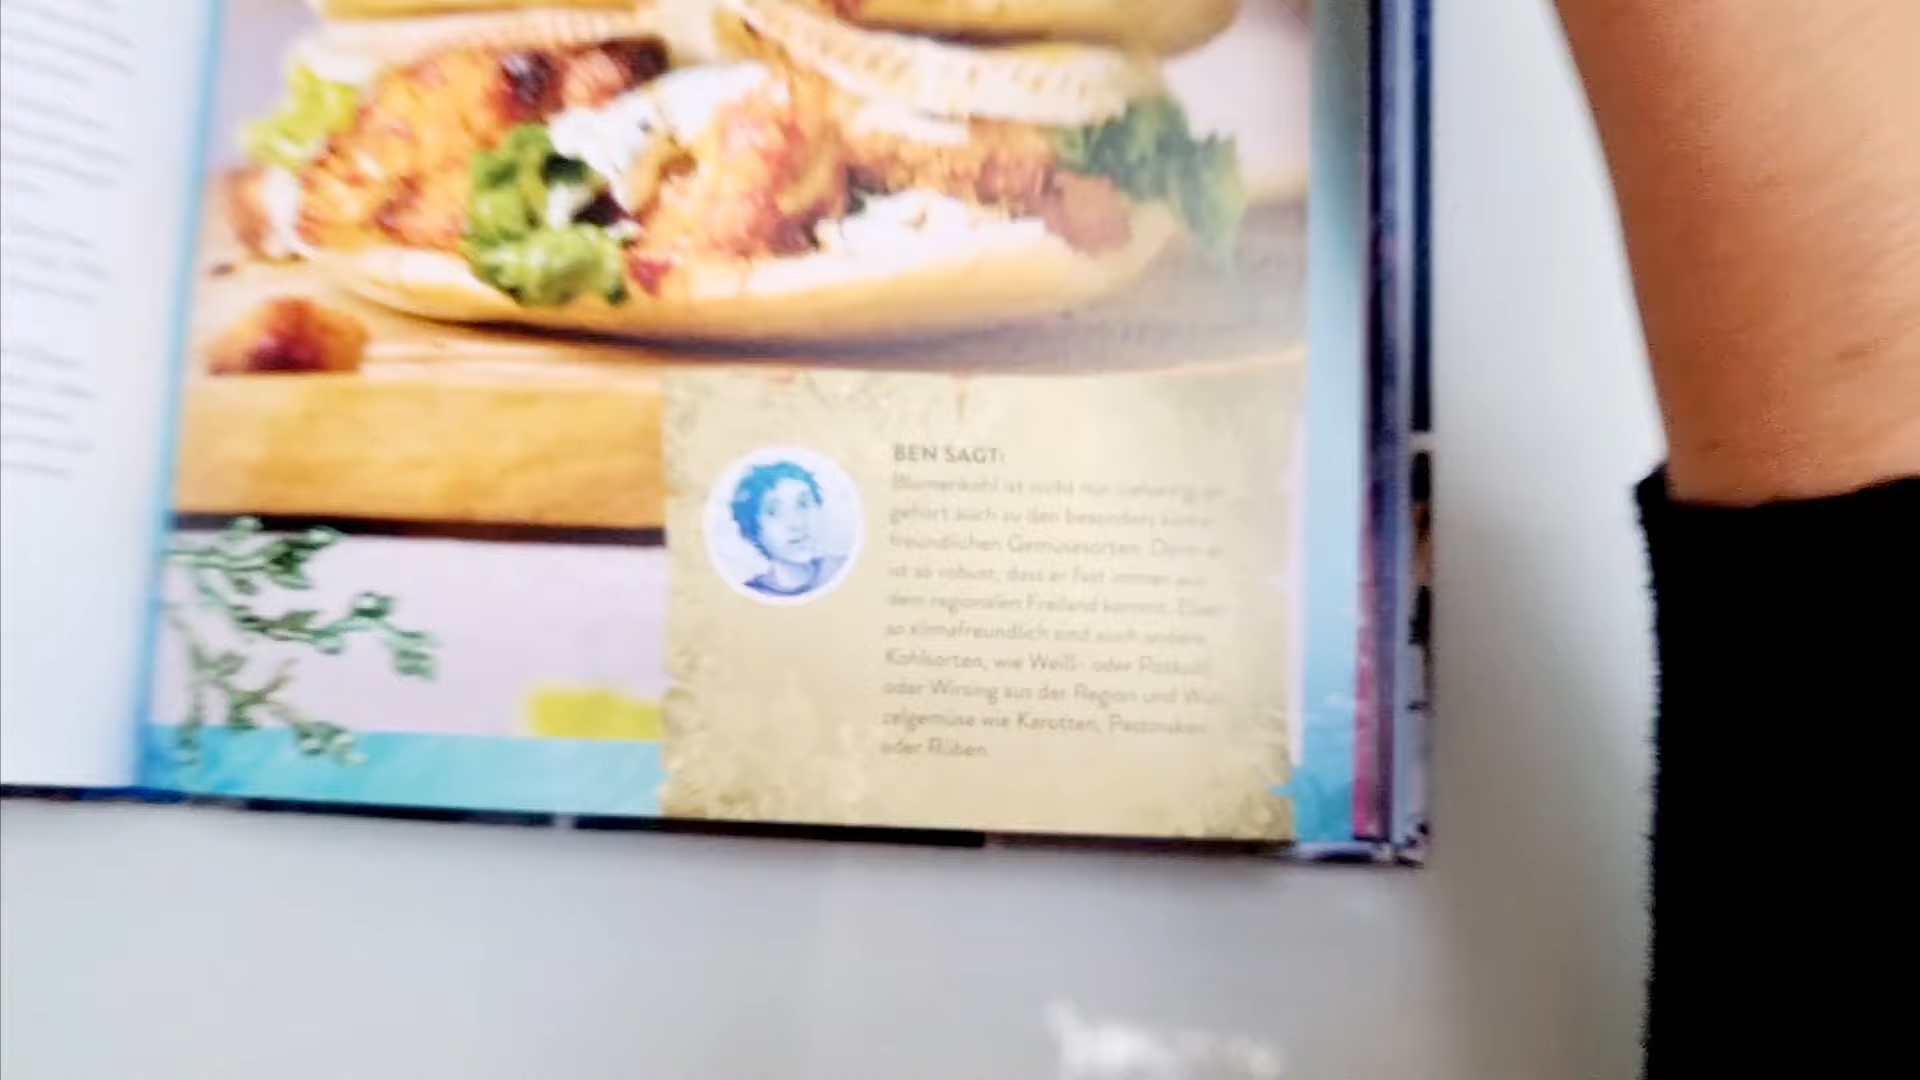 BEN SAGT:
Blumenkohl ist nicht nur vielseitig, er
gehört auch zu den besonders klima-
freundlichen Gemüsesorten. Denn er
ist so robust, dass er fast immer aus
dem regionalen Freiland kommt. Eben-
so klimafreundlich sind auch andere
Kohlsorten, wie Weiß- oder Rotkohl
oder Wirsing aus der Region und Wur-
zelgemüse wie Karotten, Pastinaken
oder Rüben.